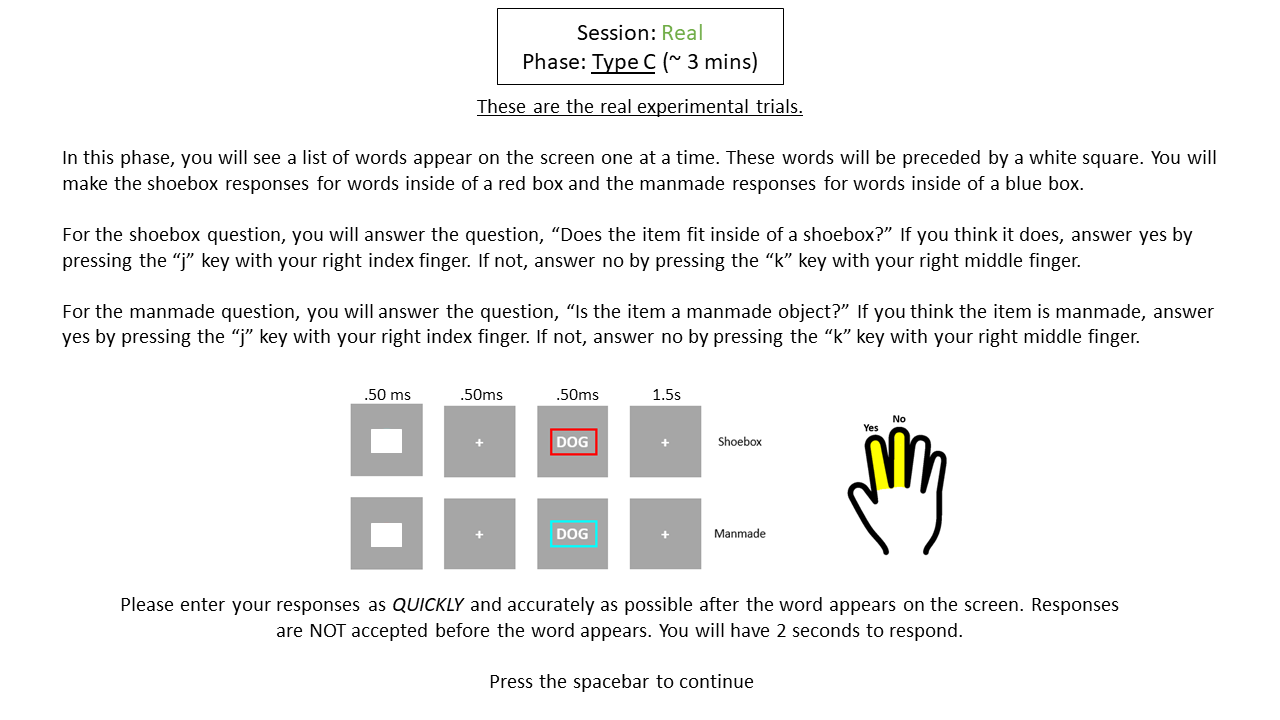 Session: Real
Phase: Type C (~ 3 mins)
These are the real experimental trials.
In this phase, you will see a list of words appear on the screen one at a time. These words will be preceded by a white square. You will
make the shoebox responses for words inside of a red box and the manmade responses for words inside of a blue box.
For the shoebox question, you will answer the question, “Does the item fit inside of a shoebox?” If you think it does, answer yes by
pressing the “j” key with your right index finger. If not, answer no by pressing the “k” key with your right middle finger.
For the manmade question, you will answer the question, “Is the item a manmade object?” If you think the item is manmade, answer
yes by pressing the “j” key with your right index finger. If not, answer no by pressing the “k” key with your right middle finger.
.50 ms .50ms .50ms 1.5s
+ DOG + Shoebox
Yes No
+ DOG + Manmade
Please enter your responses as QUICKLY and accurately as possible after the word appears on the screen. Responses
are NOT accepted before the word appears. You will have 2 seconds to respond.
Press the spacebar to continue